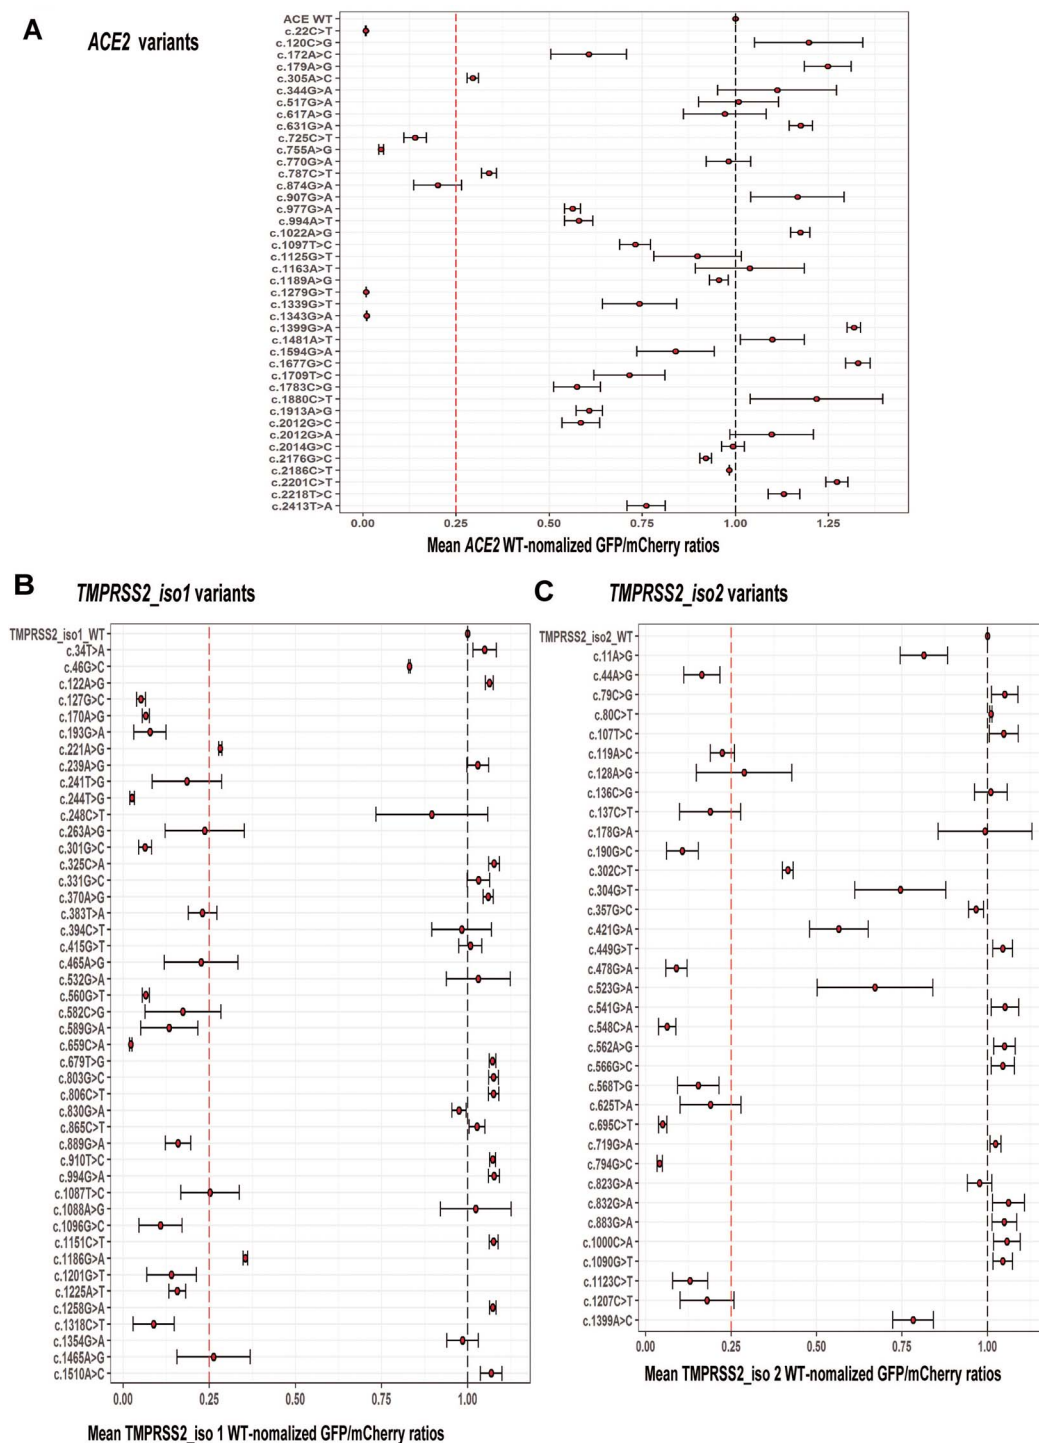 A
ACE2 variants
ACE WT
c.22C>T
c.120C>G
c.172A>C
c.179A>G
c.305A>C
c.344G>A
c.517G>A
c.617A>G
c.631G>A
c.725C>T
c.755A>G
c.770G>A
c.787C>T
c.874G>A
c.907G>A
c.977G>A
c.994A>T
c.1022A>G
c.1097T>C
c.1125G>T
c.1163A>T
c.1189A>G
c.1279G>T
c.1339G>T
c.1343G>A
c.1399G>A
c.1481A>T
c.1594G>A
c.1677G>C
c.1709T>C
c.1783C>G
c.1880C>T
c.1913A>G
c.2012G>C
c.2012G>A
c.2014G>C
c.2176G>C
c.2186C>T
c.2201C>T
c.2218T>C
c.2413T>A
0.00 0.25 0.50 0.75 1.00 1.25
Mean ACE2 WT-nomalized GFP/mCherry ratios
B
TMPRSS2_iso1 variants
TMPRSS2_iso1_WT
c.34T>A
c.46G>C
c.122A>G
c.127G>C
c.170A>G
c.193G>A
c.221A>G
c.239A>G
c.241T>G
c.244T>G
c.248C>T
c.263A>G
c.301G>C
c.325C>A
c.331G>C
c.370A>G
c.383T>A
c.394C>T
c.415G>T
c.465A>G
c.532G>A
c.560G>T
c.582C>G
c.589G>A
c.659C>A
c.679T>G
c.803G>C
c.806C>T
c.830G>A
c.865C>T
c.889G>A
c.910T>C
c.994G>A
c.1087T>C
c.1088A>G
c.1096G>C
c.1151C>T
c.1186G>A
c.1201G>T
c.1225A>T
c.1258G>A
c.1318C>T
c.1354G>A
c.1465A>G
c.1510A>C
0.00 0.25 0.50 0.75 1.00
Mean TMPRSS2_iso 1 WT-nomalized GFP/mCherry ratios
C
TMPRSS2_iso2 variants
TMPRSS2_iso2_WT
c.11A>G
c.44A>G
c.79C>G
c.80C>T
c.107T>C
c.119A>C
c.128A>G
c.136C>G
c.137C>T
c.178G>A
c.190G>C
c.302C>T
c.304G>T
c.357G>C
c.421G>A
c.449G>T
c.478G>A
c.523G>A
c.541G>A
c.548C>A
c.562A>G
c.566G>C
c.568T>G
c.625T>A
c.695C>T
c.719G>A
c.794G>C
c.823G>A
c.832G>A
c.883G>A
c.1000C>A
c.1090G>T
c.1123C>T
c.1207C>T
c.1399A>C
0.00 0.25 0.50 0.75 1.00
Mean TMPRSS2_iso 2 WT-nomalized GFP/mCherry ratios